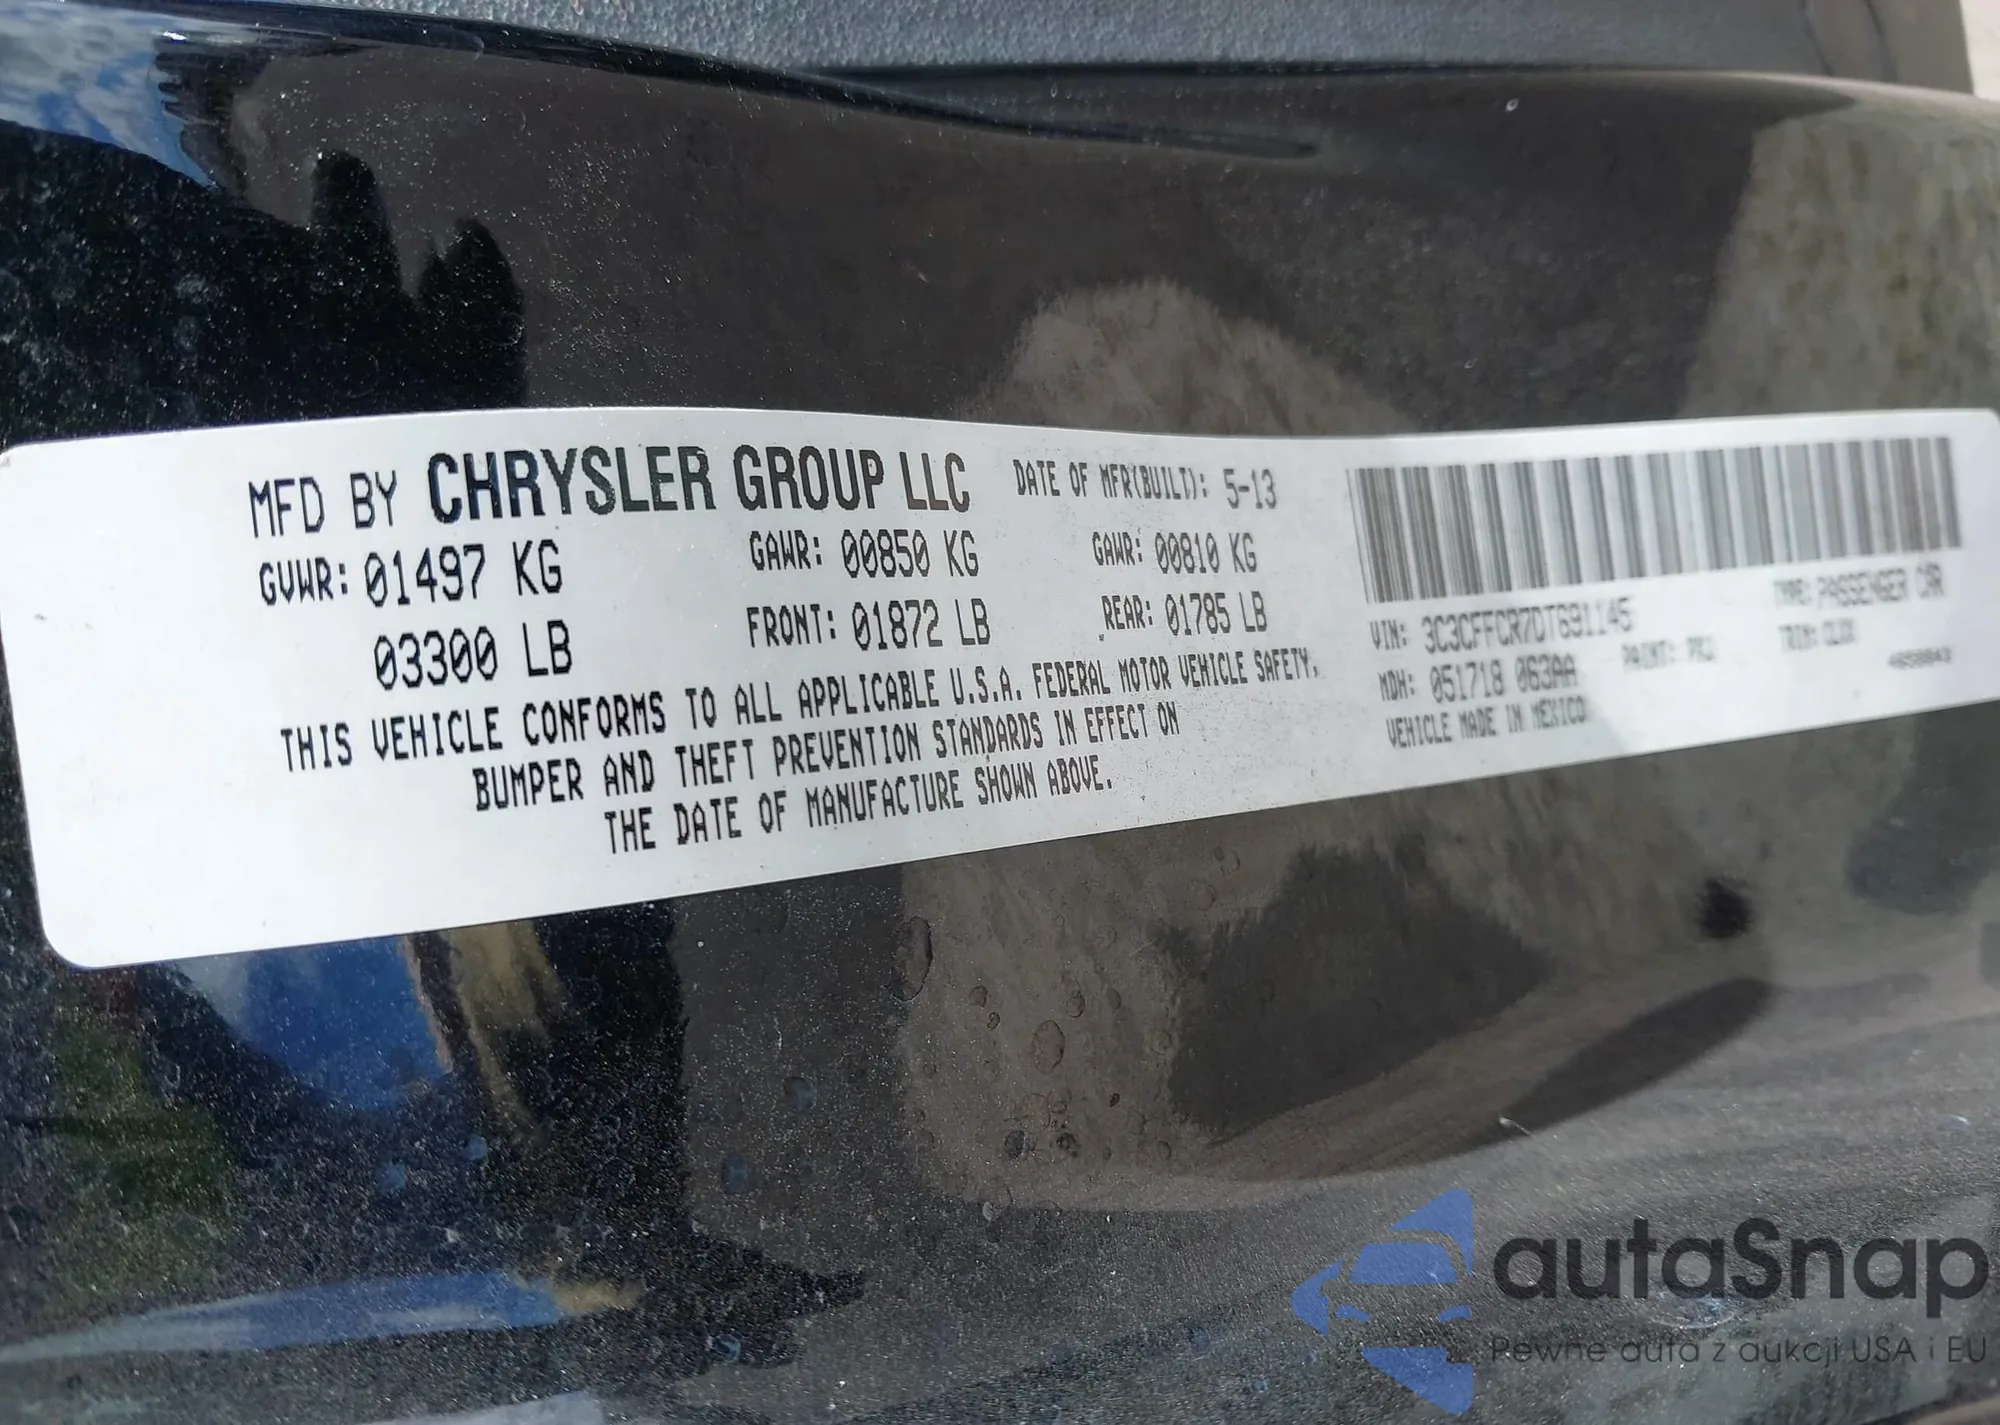 MFD BY CHRYSLER GROUP LLC DATE OF MFR(BUILT): 5-13
GVWR: 01497 KG GAWR: 00850 KG GAWR: 00810 KG
03300 LB FRONT: 01872 LB REAR: 01785 LB
THIS VEHICLE CONFORMS TO ALL APPLICABLE U.S.A. FEDERAL MOTOR VEHICLE SAFETY,
BUMPER AND THEFT PREVENTION STANDARDS IN EFFECT ON
THE DATE OF MANUFACTURE SHOWN ABOVE.
VIN: 3C3CFFCR7DT691145 TYPE: PASSENGER CAR
MDH: 051718 063AA PAINT: TRIM:
VEHICLE MADE IN MEXICO
autaSnap
Pewne auta z aukcji USA i EU